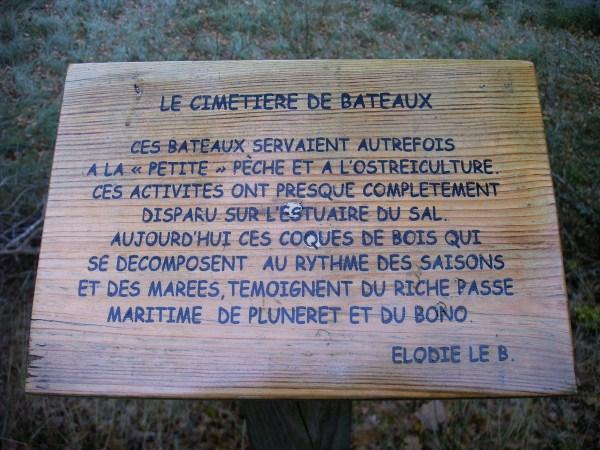 LE CIMETIERE DE BATEAUX
CES BATEAUX SERVAIENT AUTREFOIS
A LA « PETITE » PÈCHE ET A L'OSTREICULTURE.
CES ACTIVITES ONT PRESQUE COMPLETEMENT
DISPARU SUR L'ESTUAIRE DU SAL.
AUJOURD'HUI CES COQUES DE BOIS QUI
SE DECOMPOSENT AU RYTHME DES SAISONS
ET DES MAREES, TEMOIGNENT DU RICHE PASSE
MARITIME DE PLUNERET ET DU BONO.
ELODIE LE B.